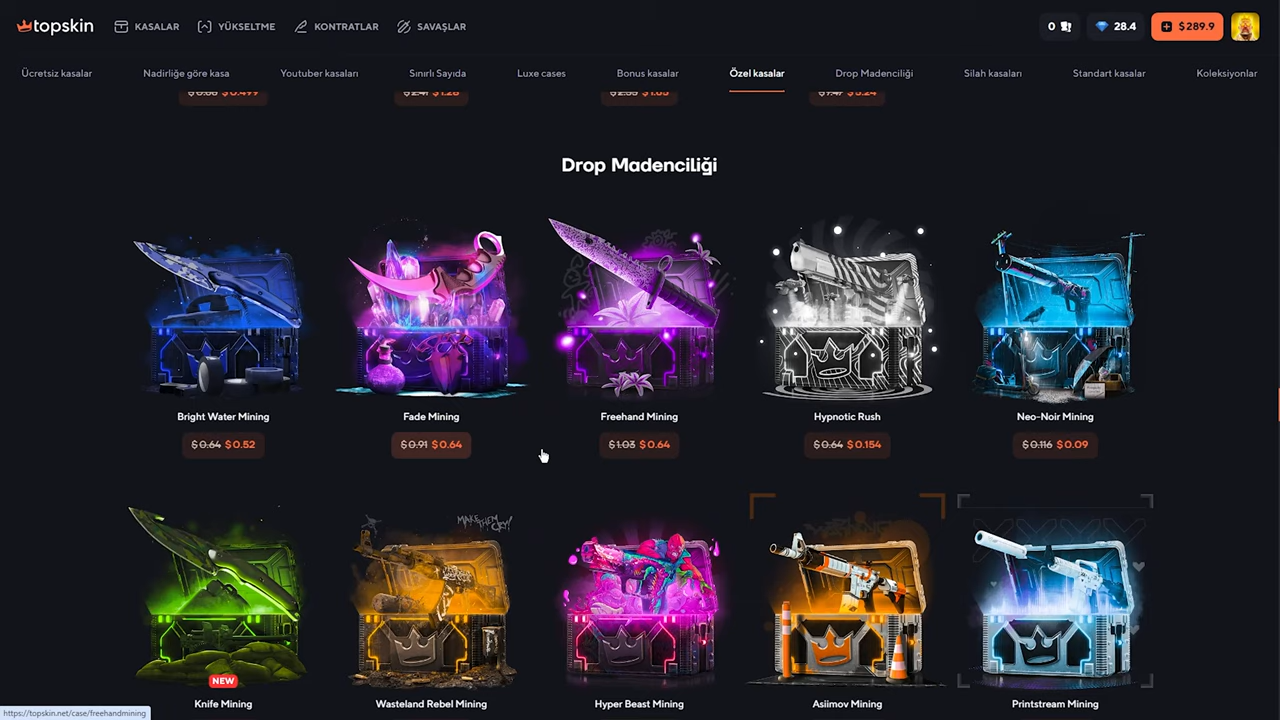 topskin KASALAR YÜKSELTME KONTRATLAR SAVAŞLAR 0 28.4 $289.9
Ücretsiz kasalar Nadirliğe göre kasa Youtuber kasaları Sınırlı Sayıda Luxe cases Bonus kasalar Özel kasalar Drop Madenciliği Silah kasaları Standart kasalar Koleksiyonlar
Drop Madenciliği
Bright Water Mining Fade Mining Freehand Mining Hypnotic Rush Neo-Noir Mining
$0.64 $0.52 $0.91 $0.64 $1.03 $0.64 $0.64 $0.154 $0.116 $0.09
MAKE THEM CRY!
NEW
Knife Mining Wasteland Rebel Mining Hyper Beast Mining Asiimov Mining Printstream Mining
https://topskin.net/case/freehandmining